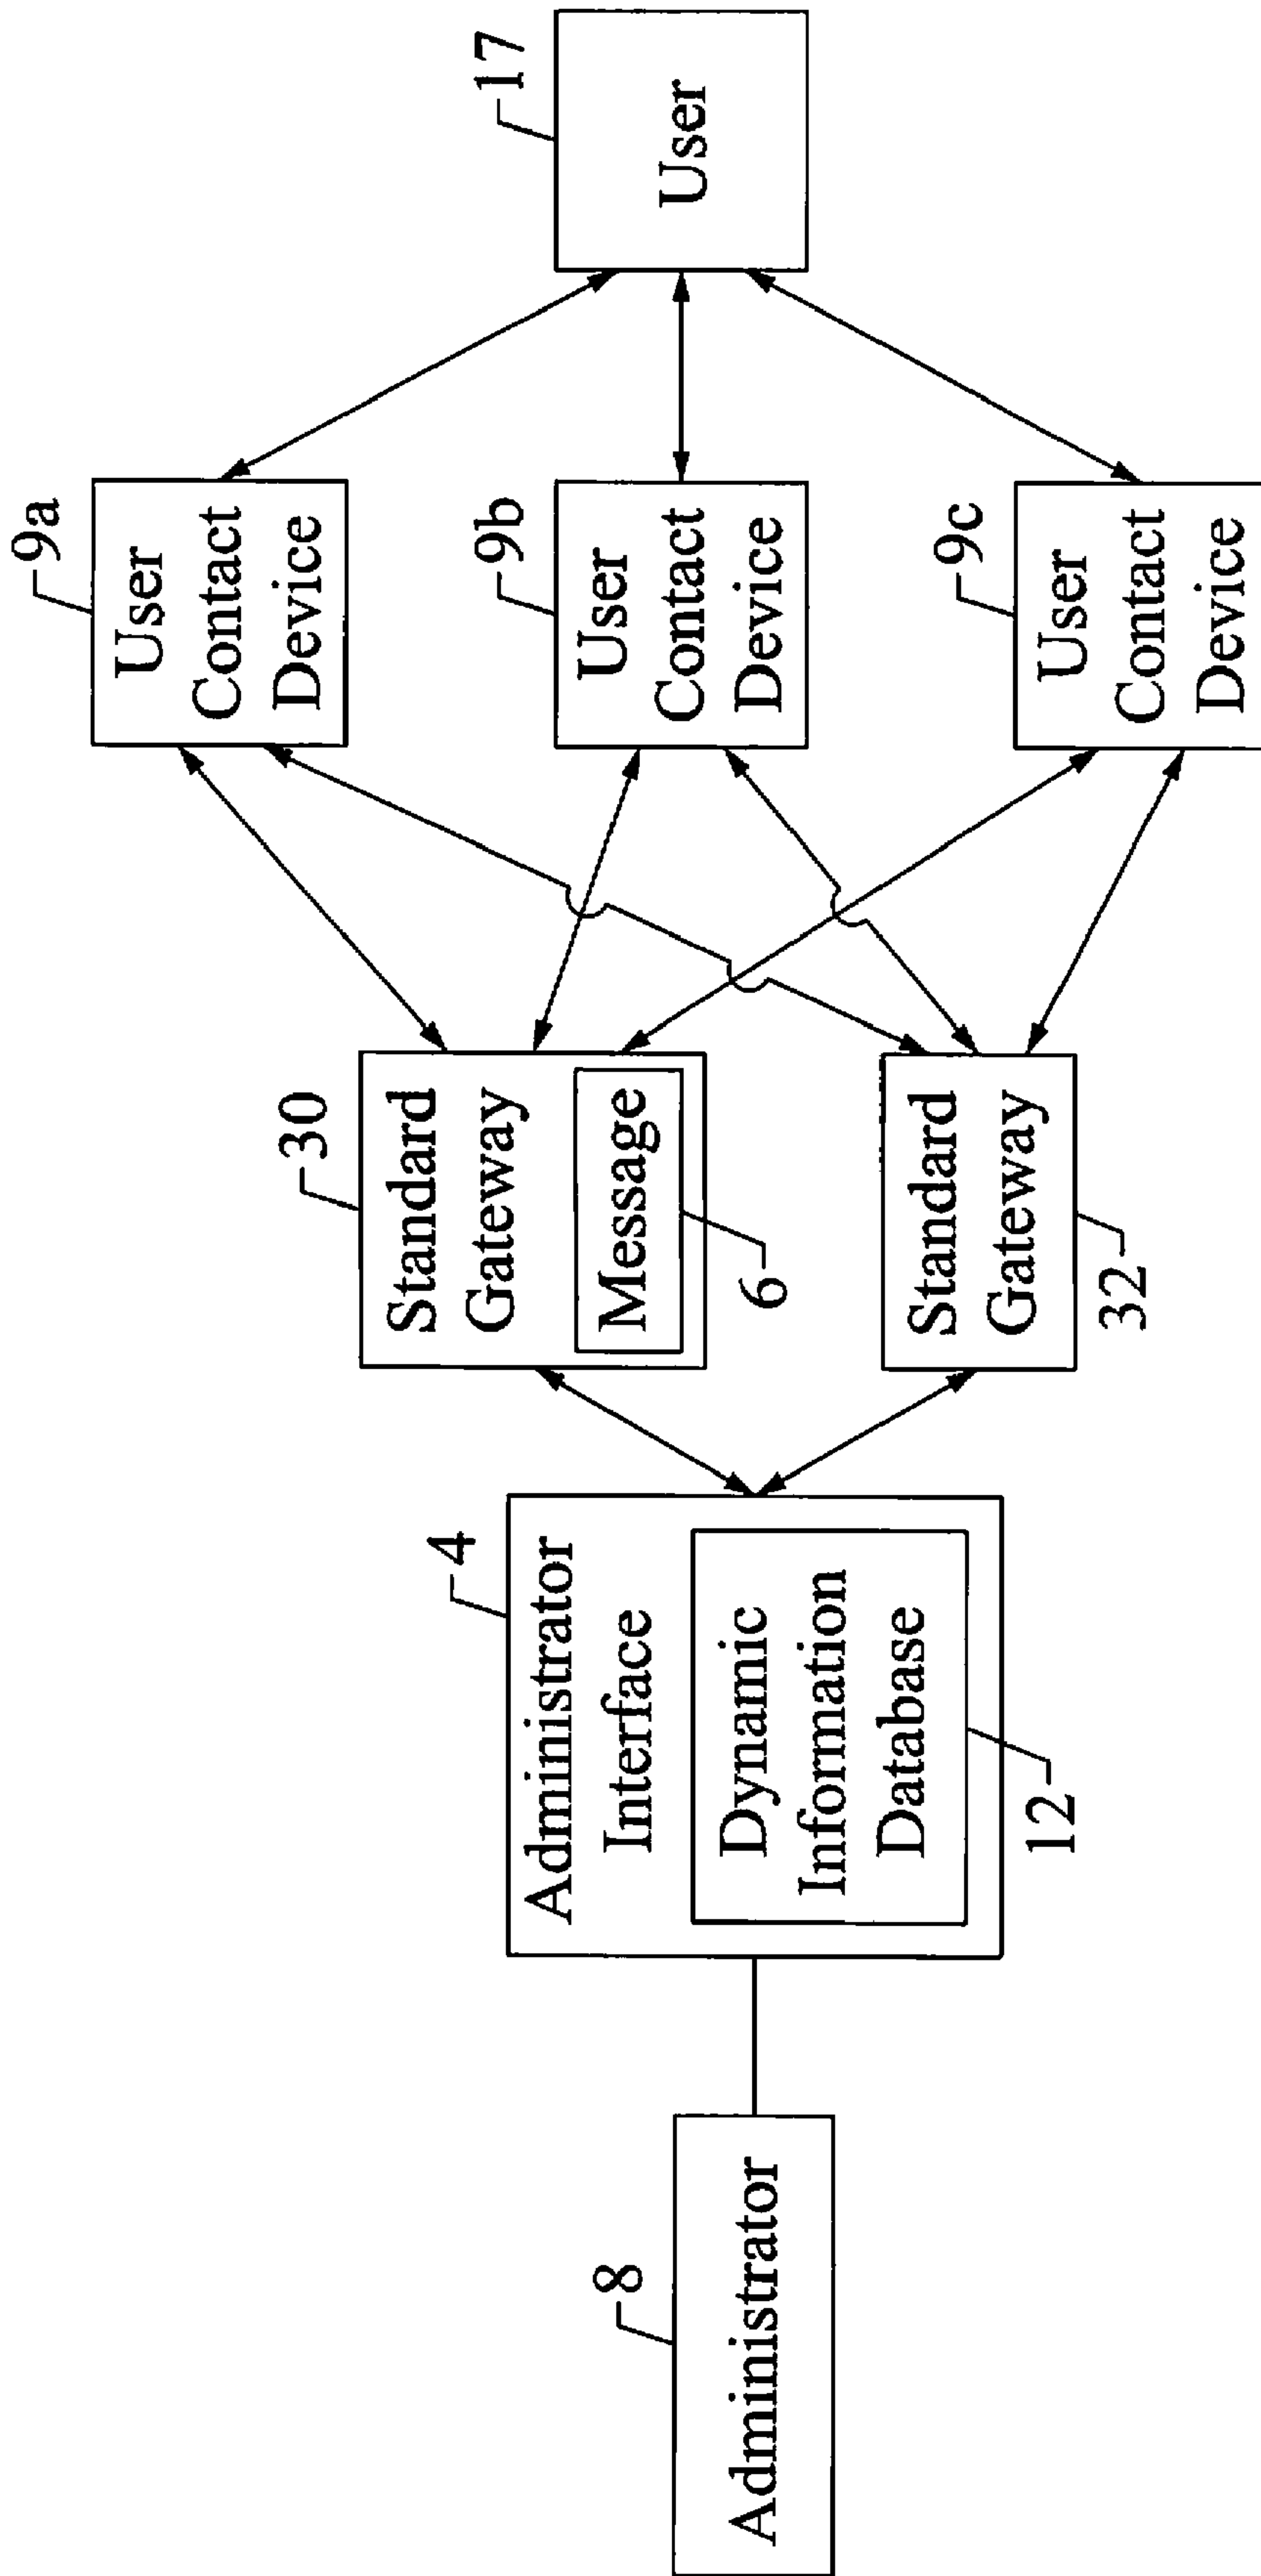 8
Administrator
4
Administrator
Interface
Dynamic
Information
Database
12
30
Standard
Gateway
Message
6
Standard
Gateway
32
9a
User
Contact
Device
9b
User
Contact
Device
9c
User
Contact
Device
17
User